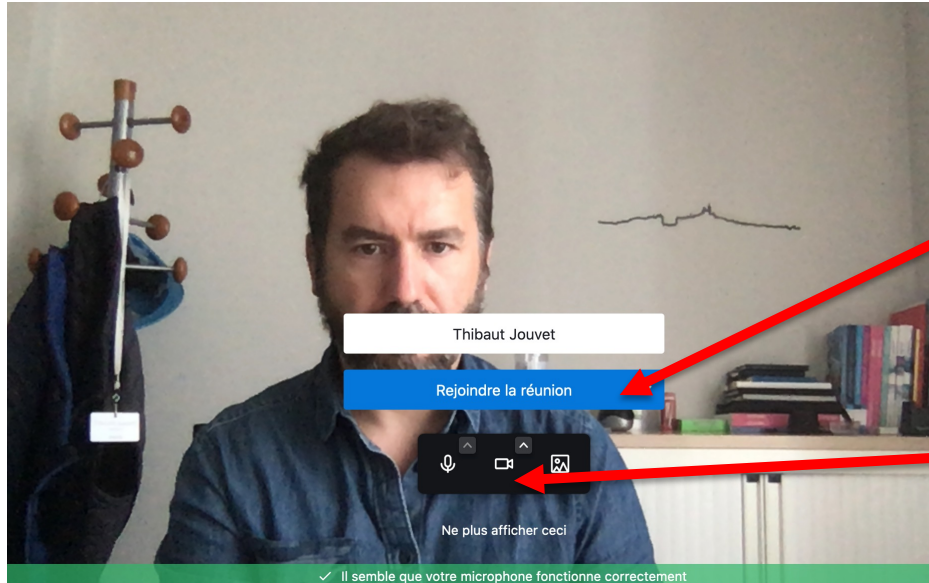 Thibaut Jouvet
Rejoindre la réunion
Ne plus afficher ceci
✓ Il semble que votre microphone fonctionne correctement